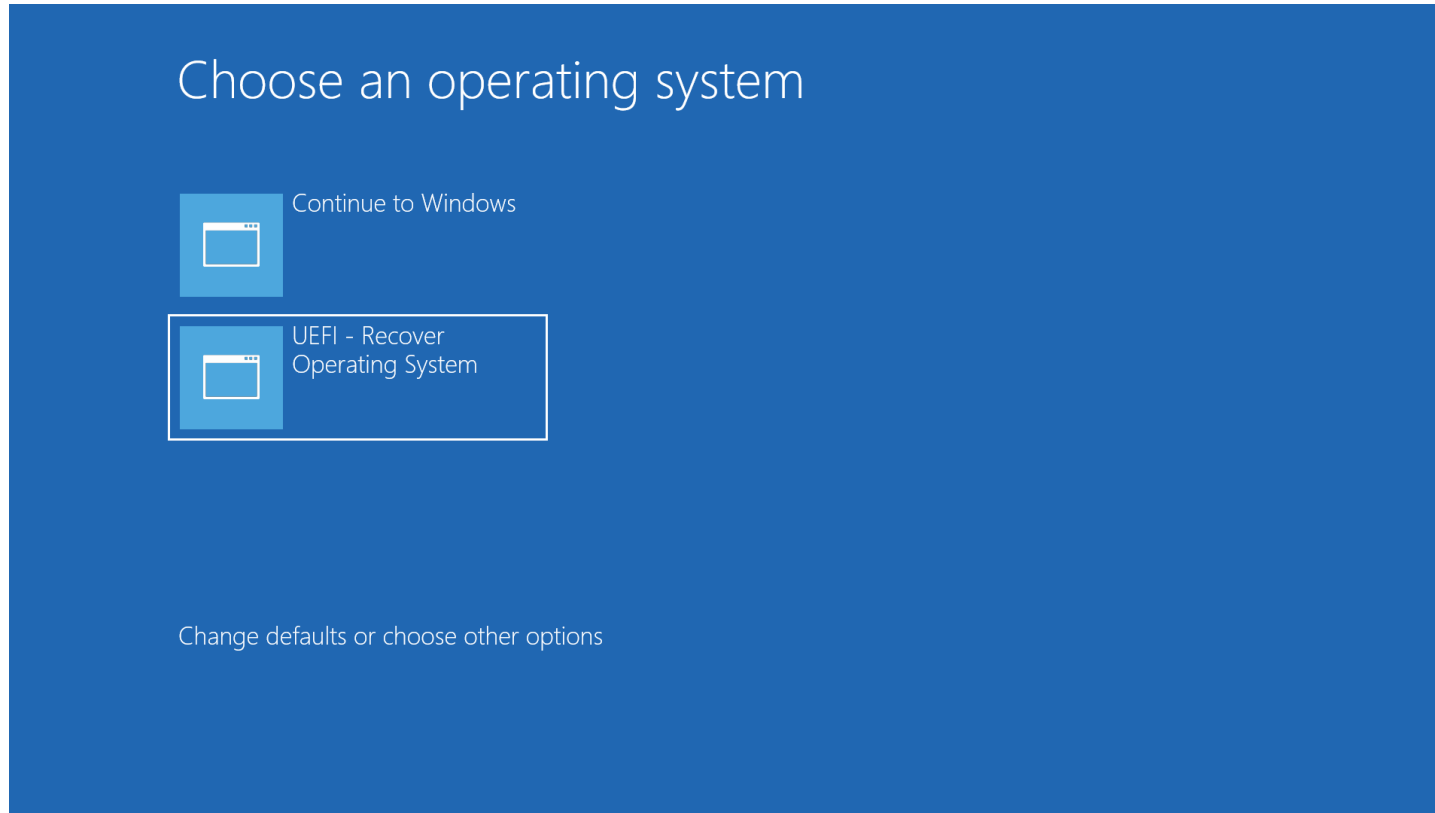 Choose an operating system
Continue to Windows
UEFI - Recover
Operating System
Change defaults or choose other options